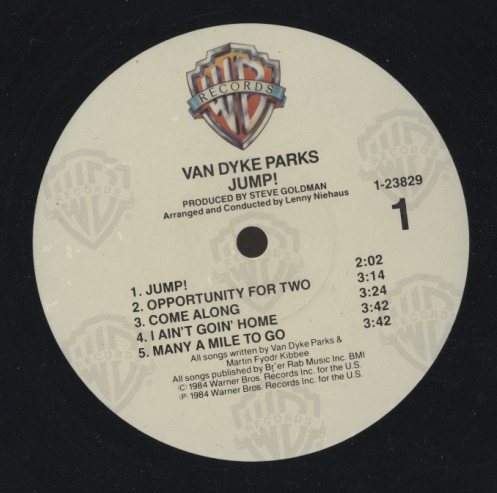 WB
RECORDS
VAN DYKE PARKS
JUMP!
PRODUCED BY STEVE GOLDMAN
Arranged and Conducted by Lenny Niehaus
1-23829
1
1. JUMP! 2:02
2. OPPORTUNITY FOR TWO 3:14
3. COME ALONG 3:24
4. I AIN'T GOIN' HOME 3:42
5. MANY A MILE TO GO 3:42
All songs written by Van Dyke Parks &
Martin Fyodr Kibbee
All songs published by Br'er Rab Music Inc. BMI
© 1984 Warner Bros. Records Inc. for the U.S.
℗ 1984 Warner Bros. Records Inc. for the U.S.